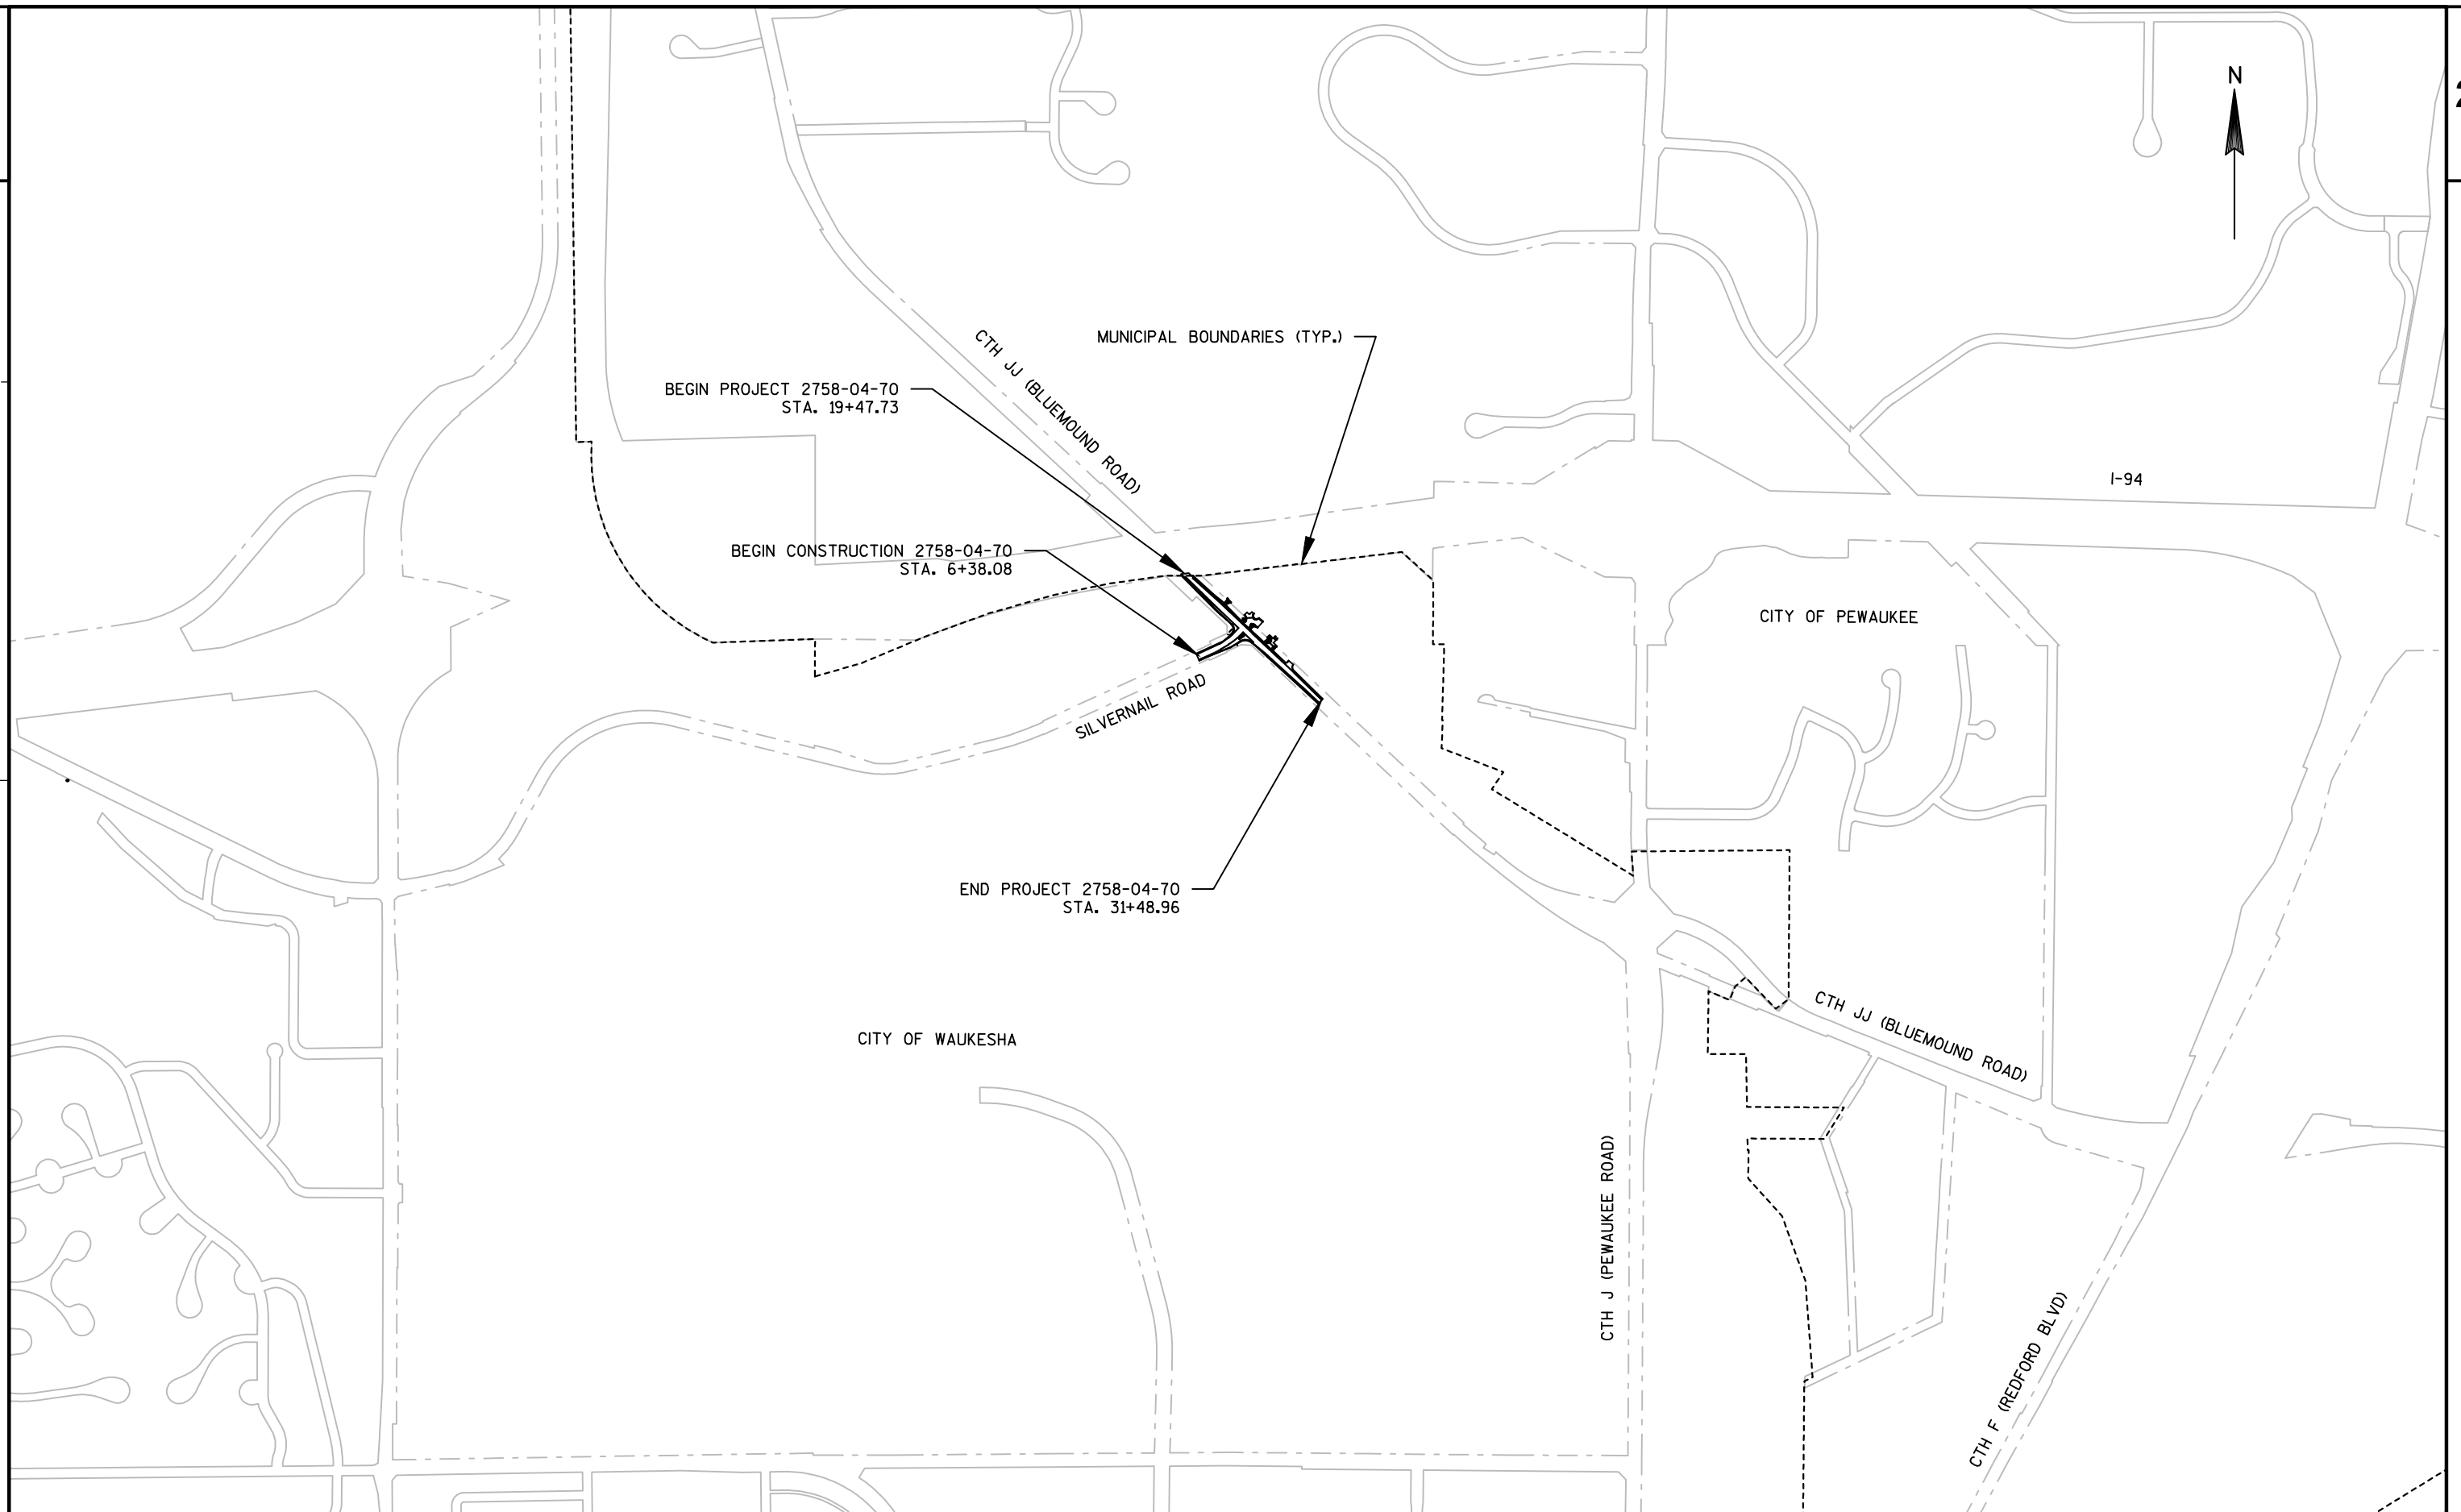 N
CTH JJ (BLUEMOUND ROAD)
MUNICIPAL BOUNDARIES (TYP.)
BEGIN PROJECT 2758-04-70
STA. 19+47.73
I-94
BEGIN CONSTRUCTION 2758-04-70
STA. 6+38.08
CITY OF PEWAUKEE
SILVERNAIL ROAD
END PROJECT 2758-04-70
STA. 31+48.96
CITY OF WAUKESHA
CTH JJ (BLUEMOUND ROAD)
CTH J (PEWAUKEE ROAD)
CTH F (REDFORD BLVD)